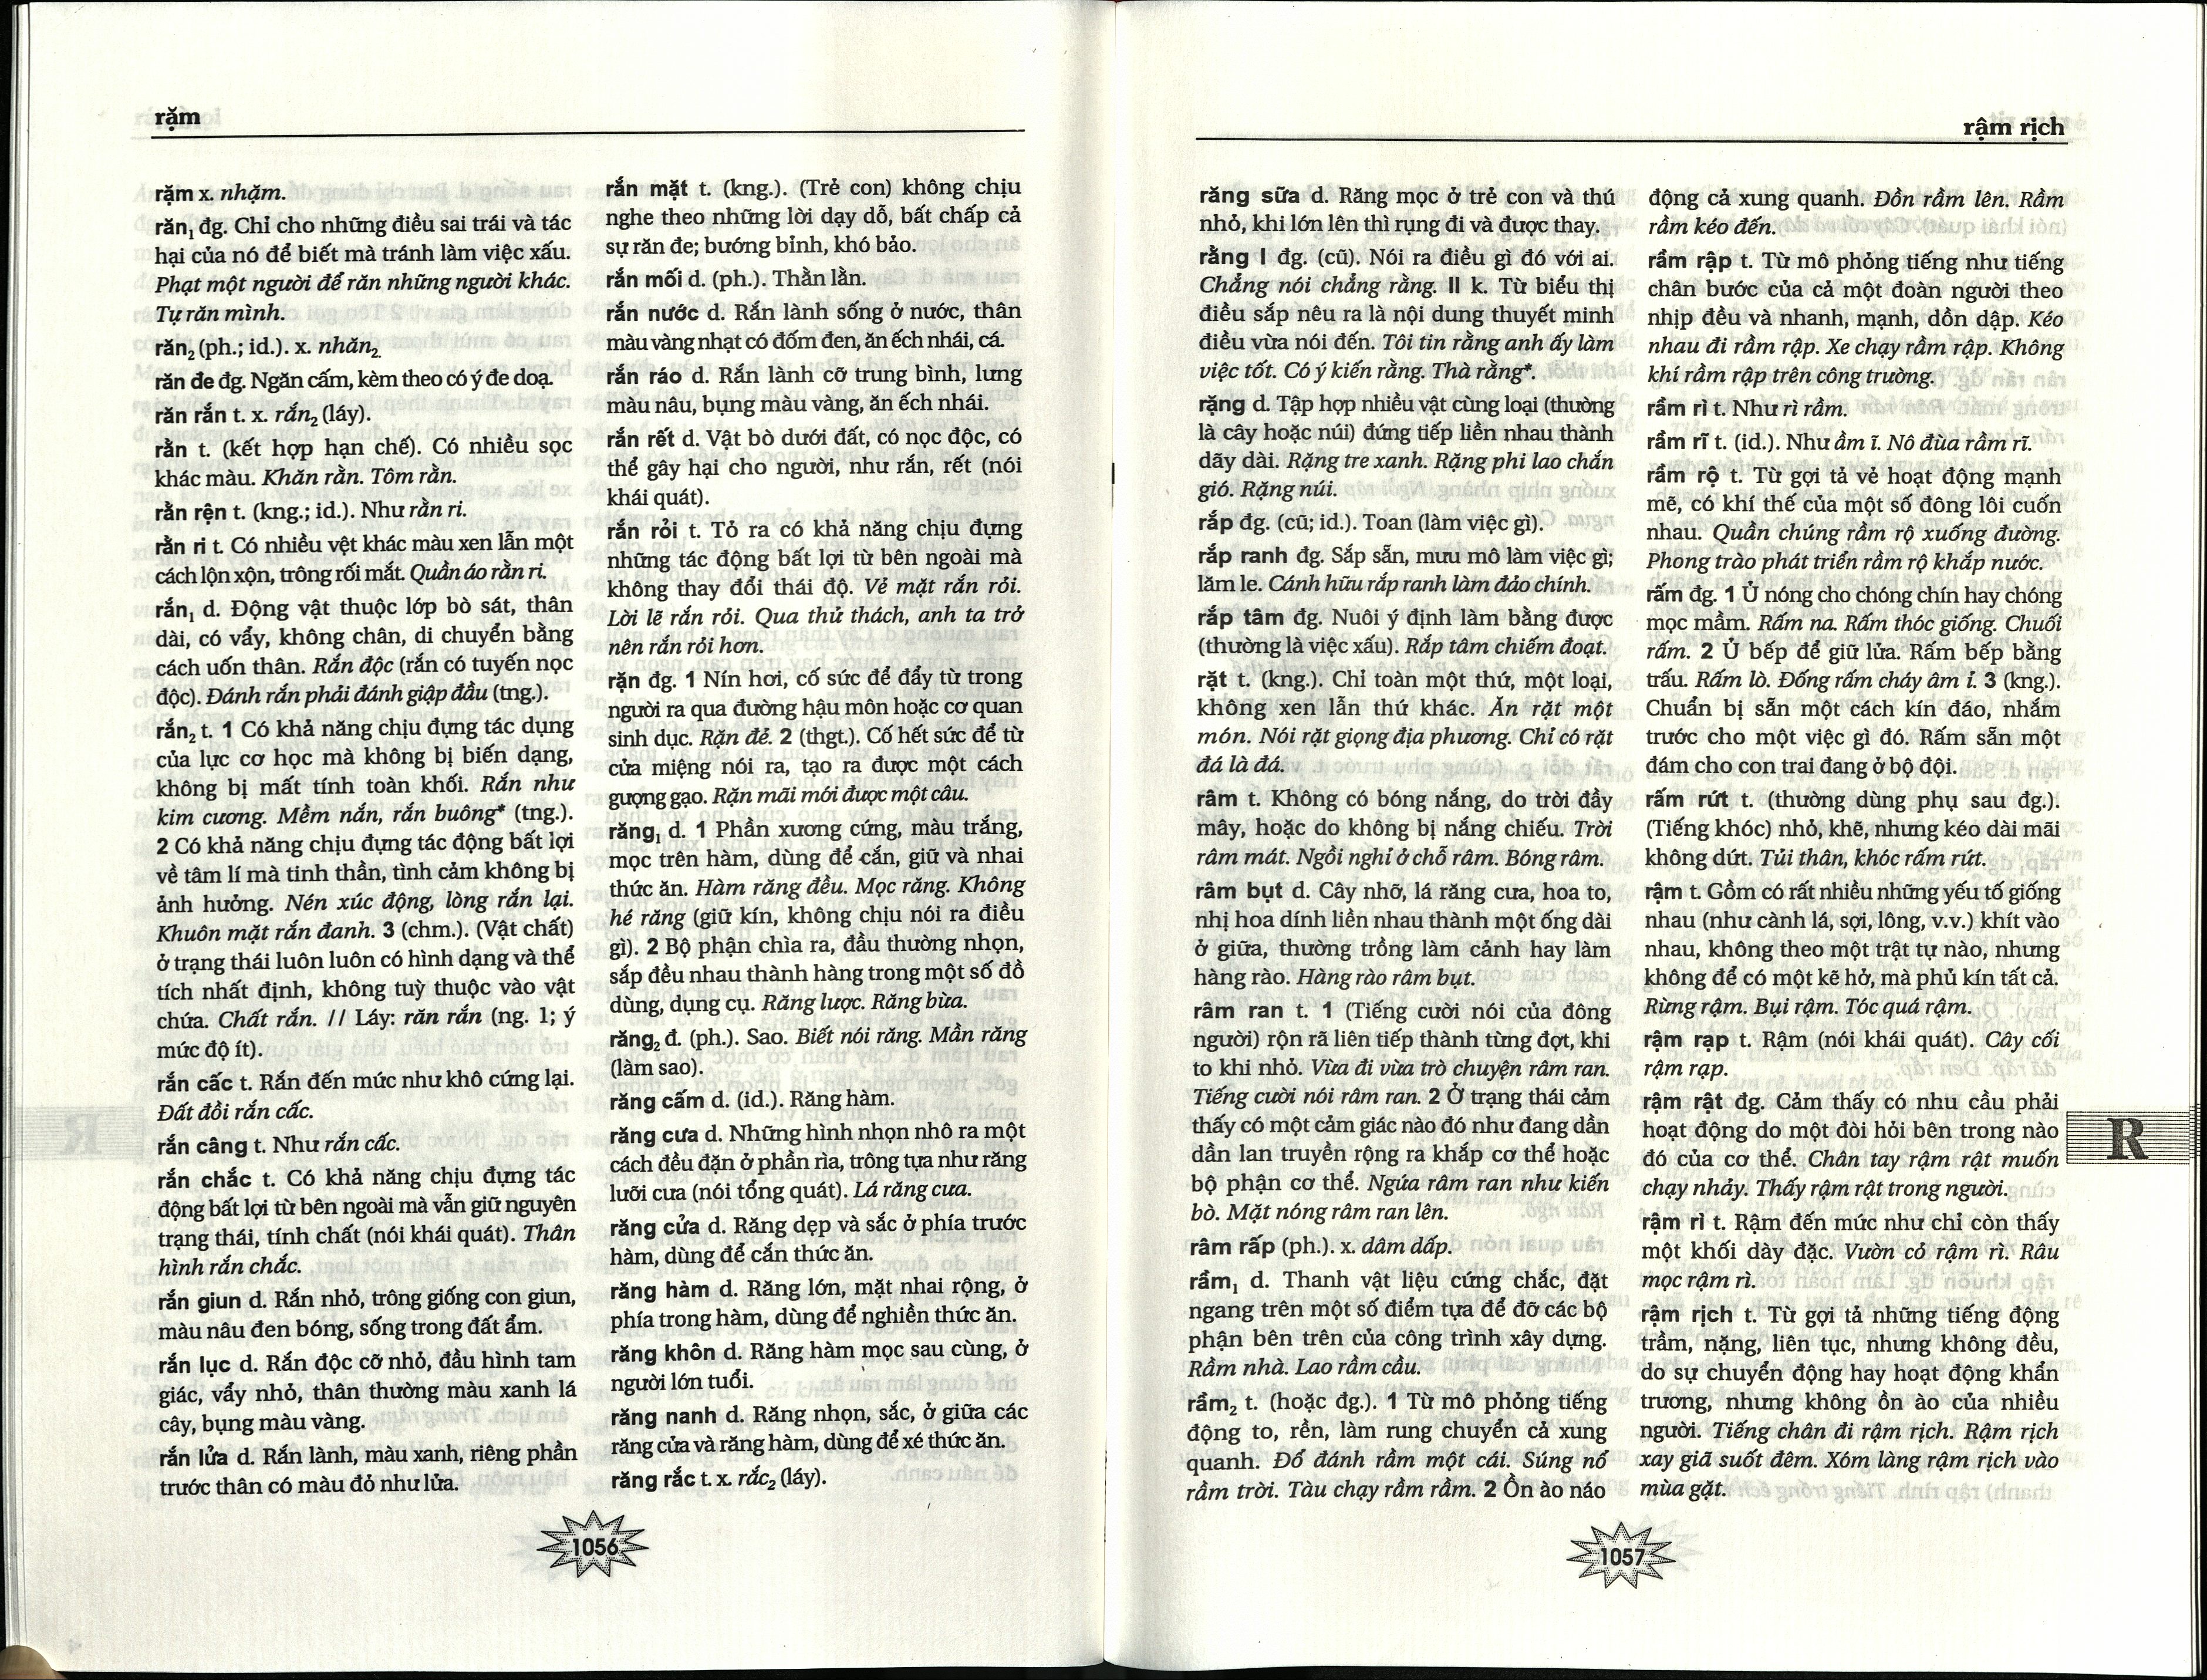 rặm
rặm x. nhặm.
răn₁ đg. Chỉ cho những điều sai trái và tác
hại của nó để biết mà tránh làm việc xấu.
Phạt một người để răn những người khác.
Tự răn mình.
răn₂ (ph.; id.). x. nhăn₂
răn đe đg. Ngăn cấm, kèm theo có ý đe doạ.
răn rắn t. x. rắn₂ (láy).
rằn t. (kết hợp hạn chế). Có nhiều sọc
khác màu. Khăn rằn. Tôm rằn.
rằn rện t. (kng.; id.). Như rằn ri.
rằn ri t. Có nhiều vệt khác màu xen lẫn một
cách lộn xộn, trông rối mắt. Quần áo rằn ri.
rắn₁ d. Động vật thuộc lớp bò sát, thân
dài, có vẩy, không chân, di chuyển bằng
cách uốn thân. Rắn độc (rắn có tuyến nọc
độc). Đánh rắn phải đánh giập đầu (tng.).
rắn₂ t. 1 Có khả năng chịu đựng tác dụng
của lực cơ học mà không bị biến dạng,
không bị mất tính toàn khối. Rắn như
kim cương. Mềm nắn, rắn buông* (tng.).
2 Có khả năng chịu đựng tác động bất lợi
về tâm lí mà tinh thần, tình cảm không bị
ảnh hưởng. Nén xúc động, lòng rắn lại.
Khuôn mặt rắn đanh. 3 (chm.). (Vật chất)
ở trạng thái luôn luôn có hình dạng và thể
tích nhất định, không tuỳ thuộc vào vật
chứa. Chất rắn. // Láy: răn rắn (ng. 1; ý
mức độ ít).
rắn cấc t. Rắn đến mức như khô cứng lại.
Đất đồi rắn cấc.
rắn câng t. Như rắn cấc.
rắn chắc t. Có khả năng chịu đựng tác
động bất lợi từ bên ngoài mà vẫn giữ nguyên
trạng thái, tính chất (nói khái quát). Thân
hình rắn chắc.
rắn giun d. Rắn nhỏ, trông giống con giun,
màu nâu đen bóng, sống trong đất ẩm.
rắn lục d. Rắn độc cỡ nhỏ, đầu hình tam
giác, vẩy nhỏ, thân thường màu xanh lá
cây, bụng màu vàng.
rắn lửa d. Rắn lành, màu xanh, riêng phần
trước thân có màu đỏ như lửa.
rắn mặt t. (kng.). (Trẻ con) không chịu
nghe theo những lời dạy dỗ, bất chấp cả
sự răn đe; bướng bỉnh, khó bảo.
rắn mối d. (ph.). Thằn lằn.
rắn nước d. Rắn lành sống ở nước, thân
màu vàng nhạt có đốm đen, ăn ếch nhái, cá.
rắn ráo d. Rắn lành cỡ trung bình, lưng
màu nâu, bụng màu vàng, ăn ếch nhái.
rắn rết d. Vật bò dưới đất, có nọc độc, có
thể gây hại cho người, như rắn, rết (nói
khái quát).
rắn rỏi t. Tỏ ra có khả năng chịu đựng
những tác động bất lợi từ bên ngoài mà
không thay đổi thái độ. Vẻ mặt rắn rỏi.
Lời lẽ rắn rỏi. Qua thử thách, anh ta trở
nên rắn rỏi hơn.
rặn đg. 1 Nín hơi, cố sức để đẩy từ trong
người ra qua đường hậu môn hoặc cơ quan
sinh dục. Rặn đẻ. 2 (thgt.). Cố hết sức để từ
cửa miệng nói ra, tạo ra được một cách
gượng gạo. Rặn mãi mới được một câu.
răng₁ d. 1 Phần xương cứng, màu trắng,
mọc trên hàm, dùng để cắn, giữ và nhai
thức ăn. Hàm răng đều. Mọc răng. Không
hé răng (giữ kín, không chịu nói ra điều
gì). 2 Bộ phận chìa ra, đầu thường nhọn,
sắp đều nhau thành hàng trong một số đồ
dùng, dụng cụ. Răng lược. Răng bừa.
răng₂ đ. (ph.). Sao. Biết nói răng. Mần răng
(làm sao).
răng cấm d. (id.). Răng hàm.
răng cưa d. Những hình nhọn nhô ra một
cách đều đặn ở phần rìa, trông tựa như răng
lưỡi cưa (nói tổng quát). Lá răng cưa.
răng cửa d. Răng dẹp và sắc ở phía trước
hàm, dùng để cắn thức ăn.
răng hàm d. Răng lớn, mặt nhai rộng, ở
phía trong hàm, dùng để nghiền thức ăn.
răng khôn d. Răng hàm mọc sau cùng, ở
người lớn tuổi.
răng nanh d. Răng nhọn, sắc, ở giữa các
răng cửa và răng hàm, dùng để xé thức ăn.
răng rắc t. x. rắc₂ (láy).
1056
rậm rịch
răng sữa d. Răng mọc ở trẻ con và thú
nhỏ, khi lớn lên thì rụng đi và được thay.
rằng I đg. (cũ). Nói ra điều gì đó với ai.
Chẳng nói chẳng rằng. II k. Từ biểu thị
điều sắp nêu ra là nội dung thuyết minh
điều vừa nói đến. Tôi tin rằng anh ấy làm
việc tốt. Có ý kiến rằng. Thà rằng*.
rặng d. Tập hợp nhiều vật cùng loại (thường
là cây hoặc núi) đứng tiếp liền nhau thành
dãy dài. Rặng tre xanh. Rặng phi lao chắn
gió. Rặng núi.
rắp đg. (cũ; id.). Toan (làm việc gì).
rắp ranh đg. Sắp sẵn, mưu mô làm việc gì;
lăm le. Cánh hữu rắp ranh làm đảo chính.
rắp tâm đg. Nuôi ý định làm bằng được
(thường là việc xấu). Rắp tâm chiếm đoạt.
rặt t. (kng.). Chỉ toàn một thứ, một loại,
không xen lẫn thứ khác. Ăn rặt một
món. Nói rặt giọng địa phương. Chỉ có rặt
đá là đá.
râm t. Không có bóng nắng, do trời đầy
mây, hoặc do không bị nắng chiếu. Trời
râm mát. Ngồi nghỉ ở chỗ râm. Bóng râm.
râm bụt d. Cây nhỡ, lá răng cưa, hoa to,
nhị hoa dính liền nhau thành một ống dài
ở giữa, thường trồng làm cảnh hay làm
hàng rào. Hàng rào râm bụt.
râm ran t. 1 (Tiếng cười nói của đông
người) rộn rã liên tiếp thành từng đợt, khi
to khi nhỏ. Vừa đi vừa trò chuyện râm ran.
Tiếng cười nói râm ran. 2 Ở trạng thái cảm
thấy có một cảm giác nào đó như đang dần
dần lan truyền rộng ra khắp cơ thể hoặc
bộ phận cơ thể. Ngứa râm ran như kiến
bò. Mặt nóng râm ran lên.
râm rấp (ph.). x. dâm dấp.
rầm₁ d. Thanh vật liệu cứng chắc, đặt
ngang trên một số điểm tựa để đỡ các bộ
phận bên trên của công trình xây dựng.
Rầm nhà. Lao rầm cầu.
rầm₂ t. (hoặc đg.). 1 Từ mô phỏng tiếng
động to, rền, làm rung chuyển cả xung
quanh. Đổ đánh rầm một cái. Súng nổ
rầm trời. Tàu chạy rầm rầm. 2 Ồn ào náo
động cả xung quanh. Đồn rầm lên. Rầm
rầm kéo đến.
rầm rập t. Từ mô phỏng tiếng như tiếng
chân bước của cả một đoàn người theo
nhịp đều và nhanh, mạnh, dồn dập. Kéo
nhau đi rầm rập. Xe chạy rầm rập. Không
khí rầm rập trên công trường.
rầm rì t. Như rì rầm.
rầm rĩ t. (id.). Như ầm ĩ. Nô đùa rầm rĩ.
rầm rộ t. Từ gợi tả vẻ hoạt động mạnh
mẽ, có khí thế của một số đông lôi cuốn
nhau. Quần chúng rầm rộ xuống đường.
Phong trào phát triển rầm rộ khắp nước.
rấm đg. 1 Ủ nóng cho chóng chín hay chóng
mọc mầm. Rấm na. Rấm thóc giống. Chuối
rấm. 2 Ủ bếp để giữ lửa. Rấm bếp bằng
trấu. Rấm lò. Đống rấm cháy âm ỉ. 3 (kng.).
Chuẩn bị sẵn một cách kín đáo, nhắm
trước cho một việc gì đó. Rấm sẵn một
đám cho con trai đang ở bộ đội.
rấm rứt t. (thường dùng phụ sau đg.).
(Tiếng khóc) nhỏ, khẽ, nhưng kéo dài mãi
không dứt. Tủi thân, khóc rấm rứt.
rậm t. Gồm có rất nhiều những yếu tố giống
nhau (như cành lá, sợi, lông, v.v.) khít vào
nhau, không theo một trật tự nào, nhưng
không để có một kẽ hở, mà phủ kín tất cả.
Rừng rậm. Bụi rậm. Tóc quá rậm.
rậm rạp t. Rậm (nói khái quát). Cây cối
rậm rạp.
rậm rật đg. Cảm thấy có nhu cầu phải
hoạt động do một đòi hỏi bên trong nào
đó của cơ thể. Chân tay rậm rật muốn
chạy nhảy. Thấy rậm rật trong người.
rậm rì t. Rậm đến mức như chỉ còn thấy
một khối dày đặc. Vườn cỏ rậm rì. Râu
mọc rậm rì.
rậm rịch t. Từ gợi tả những tiếng động
trầm, nặng, liên tục, nhưng không đều,
do sự chuyển động hay hoạt động khẩn
trương, nhưng không ồn ào của nhiều
người. Tiếng chân đi rậm rịch. Rậm rịch
xay giã suốt đêm. Xóm làng rậm rịch vào
mùa gặt.
R
1057